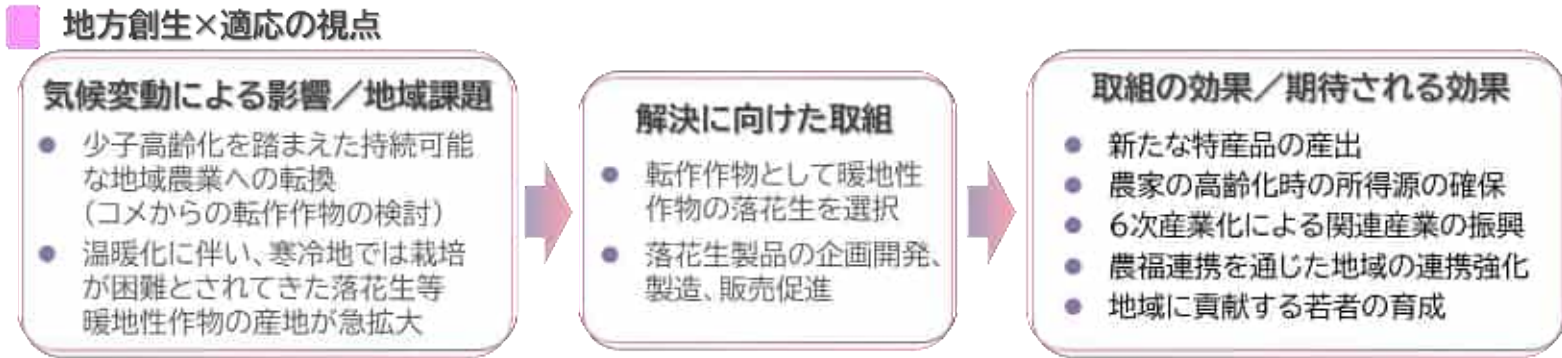 地方創生×適応の視点
気候変動による影響／地域課題
● 少子高齢化を踏まえた持続可能
な地域農業への転換
（コメからの転作作物の検討）
● 温暖化に伴い、寒冷地では栽培
が困難とされてきた落花生等
暖地性作物の産地が急拡大
解決に向けた取組
● 転作作物として暖地性
作物の落花生を選択
● 落花生製品の企画開発、
製造、販売促進
取組の効果／期待される効果
● 新たな特産品の産出
● 農家の高齢化時の所得源の確保
● 6次産業化による関連産業の振興
● 農福連携を通じた地域の連携強化
● 地域に貢献する若者の育成